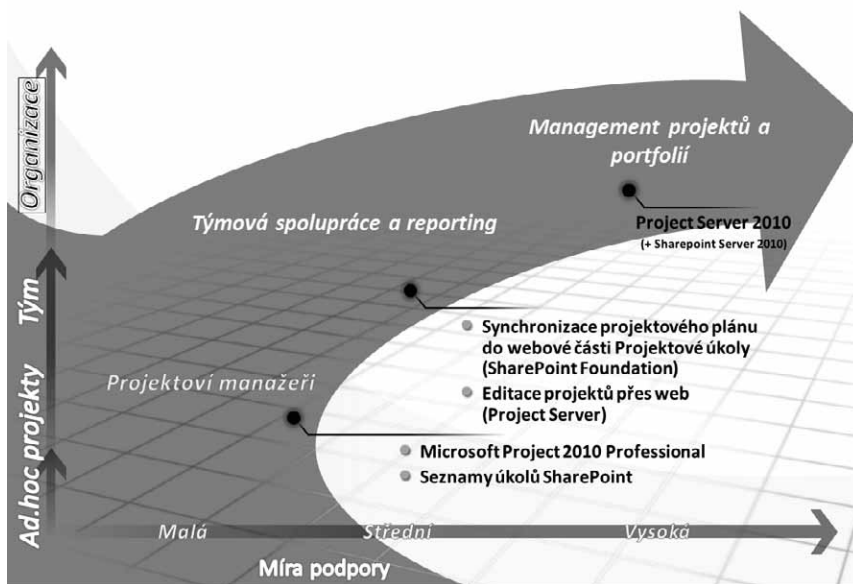 Organizace
Tým
Ad.hoc projekty
Management projektů a
portfolií
Project Server 2010
(+ Sharepoint Server 2010)
Týmová spolupráce a reporting
Synchronizace projektového plánu
do webové části Projektové úkoly
(SharePoint Foundation)
Editace projektů přes web
(Project Server)
Projektoví manažeři
Microsoft Project 2010 Professional
Seznamy úkolů SharePoint
Malá
Střední
Vysoká
Míra podpory